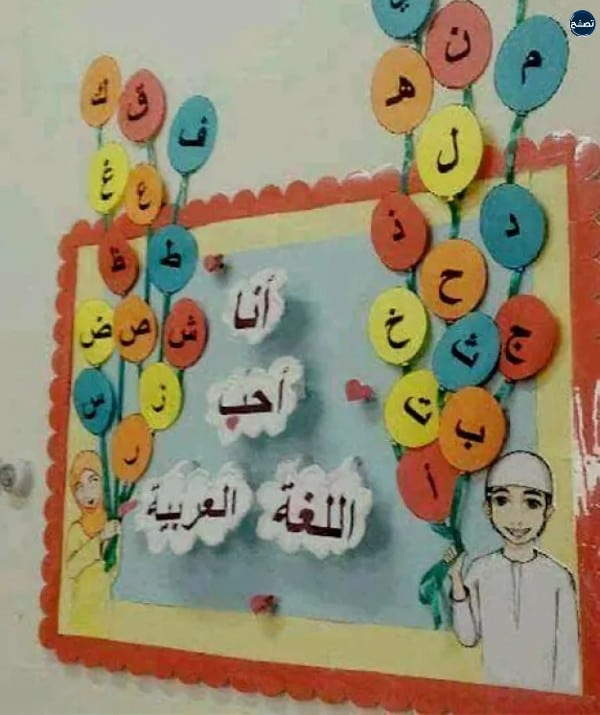 تصفح
ن
م
هـ
ل
د
ذ
ح
خ
ج
ث
ت
ب
أ
ك
ق
ف
غ
ع
ط
ظ
ش
ص
ض
ز
س
ر
أنا
أحب
اللغة العربية